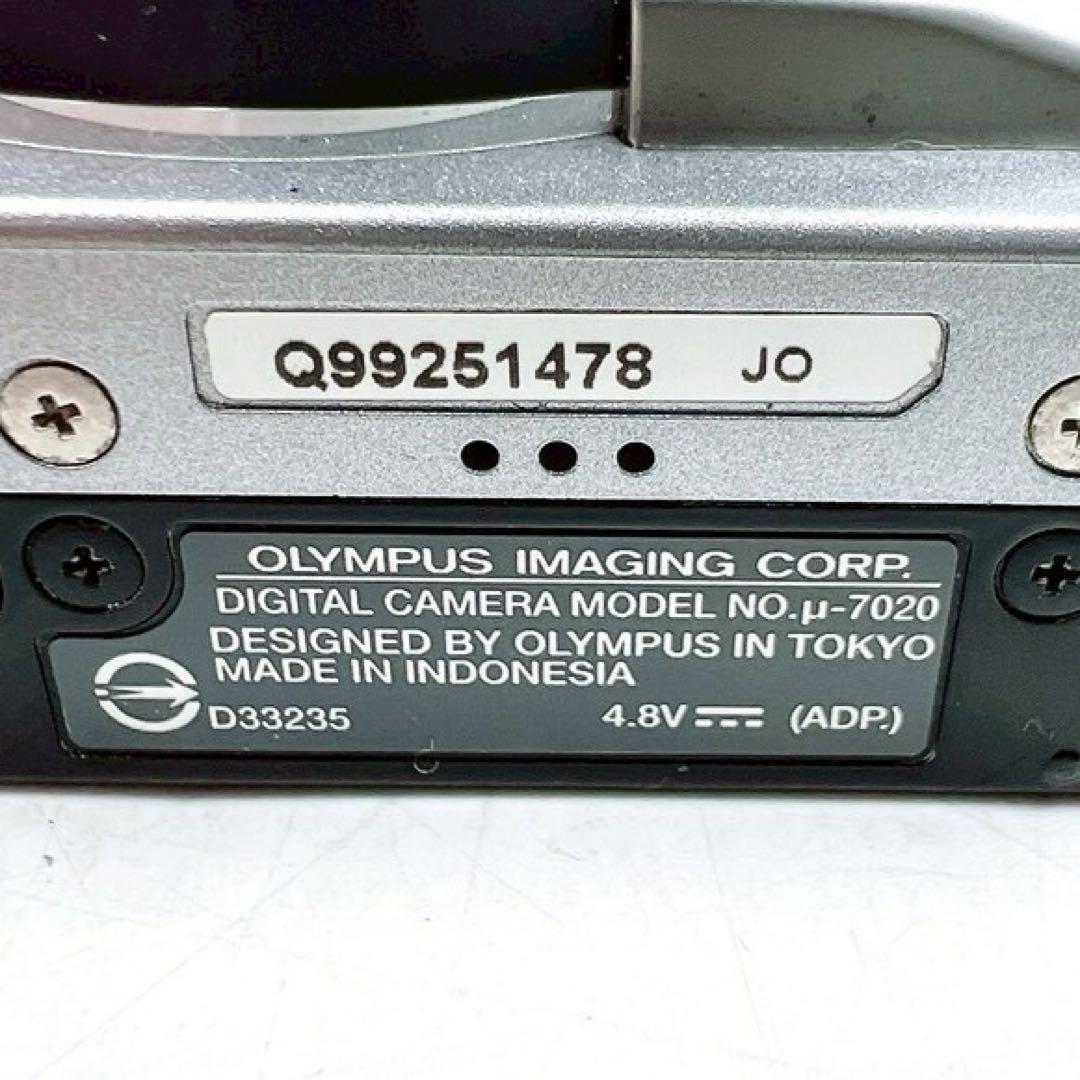 Q99251478 JO
OLYMPUS IMAGING CORP.
DIGITAL CAMERA MODEL NO.μ-7020
DESIGNED BY OLYMPUS IN TOKYO
MADE IN INDONESIA
D33235 4.8V⎓ (ADP.)